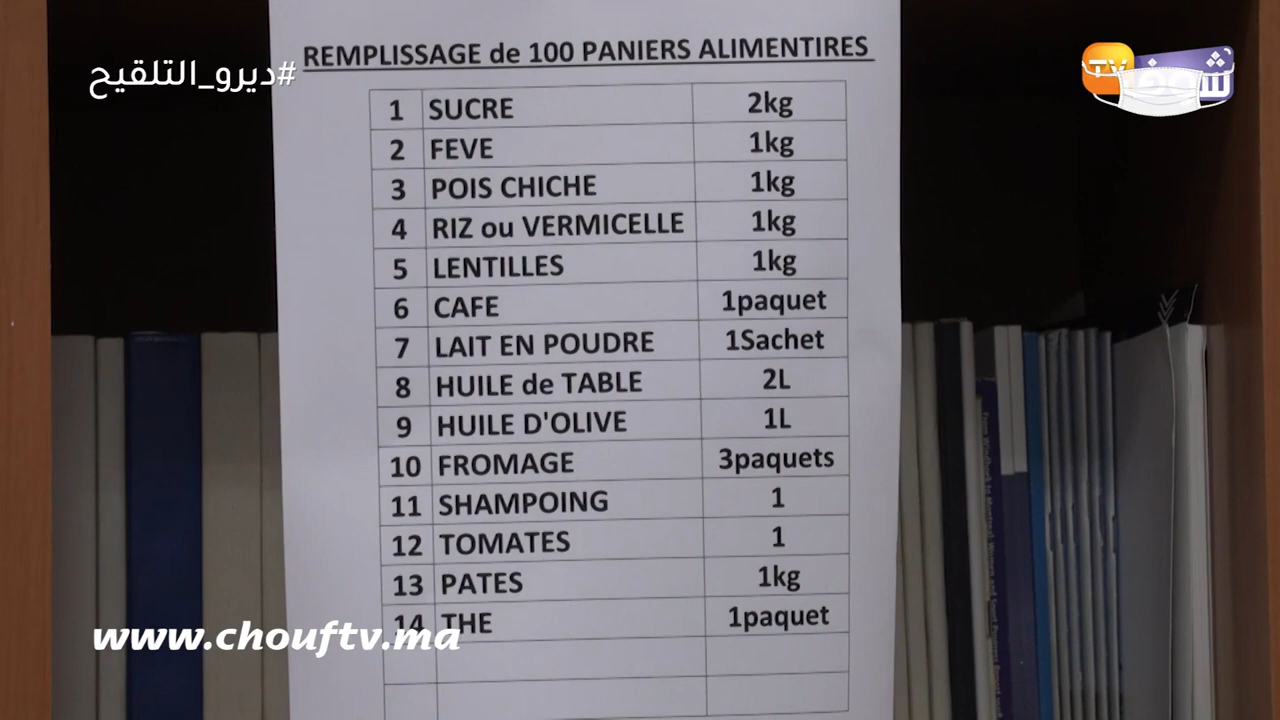 REMPLISSAGE de 100 PANIERS ALIMENTIRES
#ديرو_التلقيح
TV شوف
1 SUCRE 2kg
2 FEVE 1kg
3 POIS CHICHE 1kg
4 RIZ ou VERMICELLE 1kg
5 LENTILLES 1kg
6 CAFE 1paquet
7 LAIT EN POUDRE 1Sachet
8 HUILE de TABLE 2L
9 HUILE D'OLIVE 1L
10 FROMAGE 3paquets
11 SHAMPOING 1
12 TOMATES 1
13 PATES 1kg
14 THE 1paquet
www.chouftv.ma